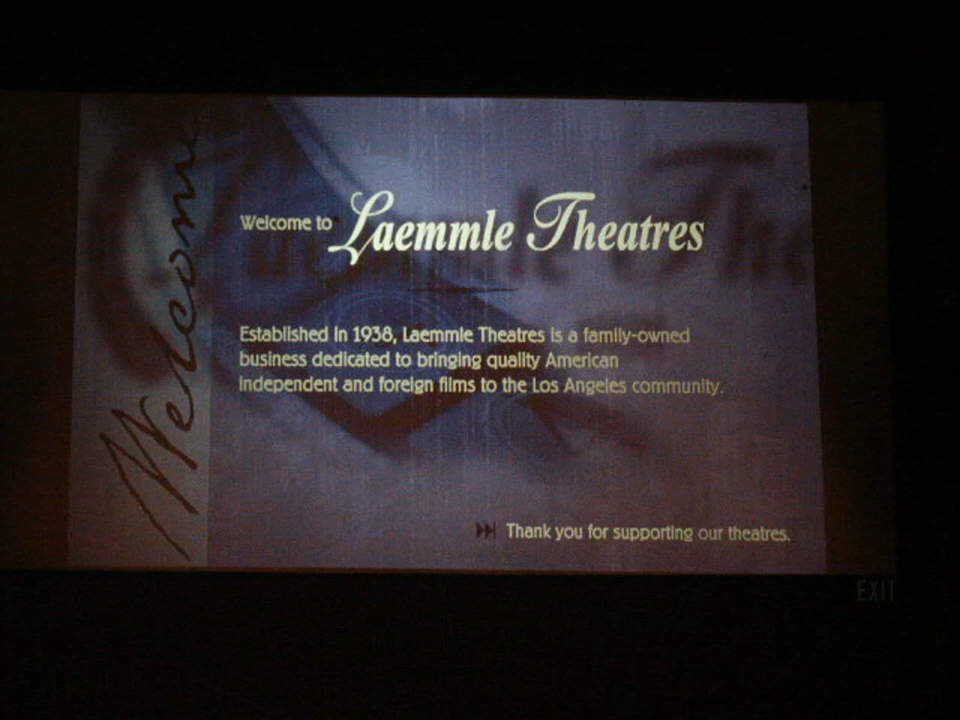 Welcome
Welcome to Laemmle Theatres
Established in 1938, Laemmle Theatres is a family-owned
business dedicated to bringing quality American
independent and foreign films to the Los Angeles community.
Thank you for supporting our theatres.
EXIT